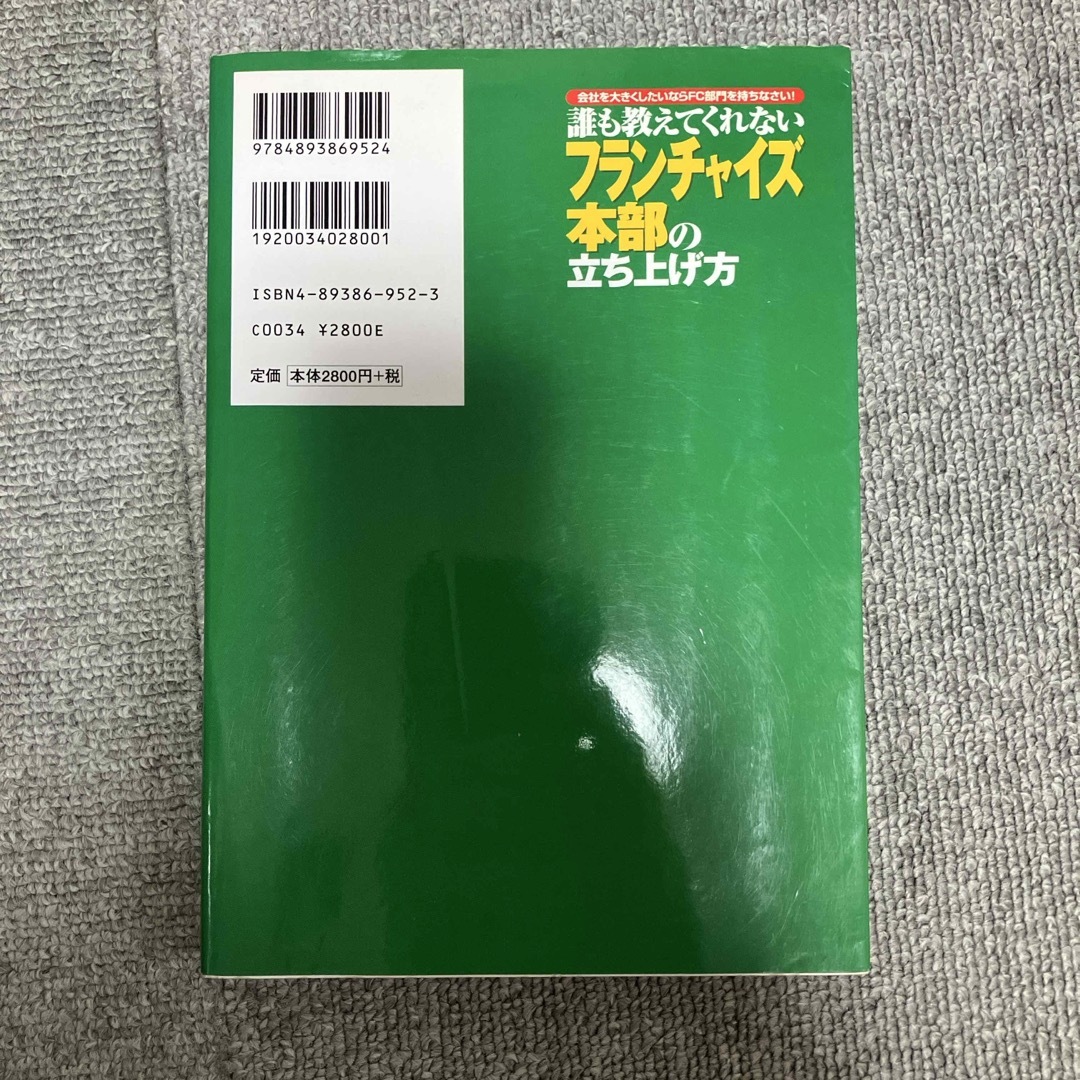 9784893869524
1920034028001
ISBN4-89386-952-3
C0034 ¥2800E
定価 本体2800円+税
会社を大きくしたいならFC部門を持ちなさい!
誰も教えてくれない
フランチャイズ
本部の
立ち上げ方